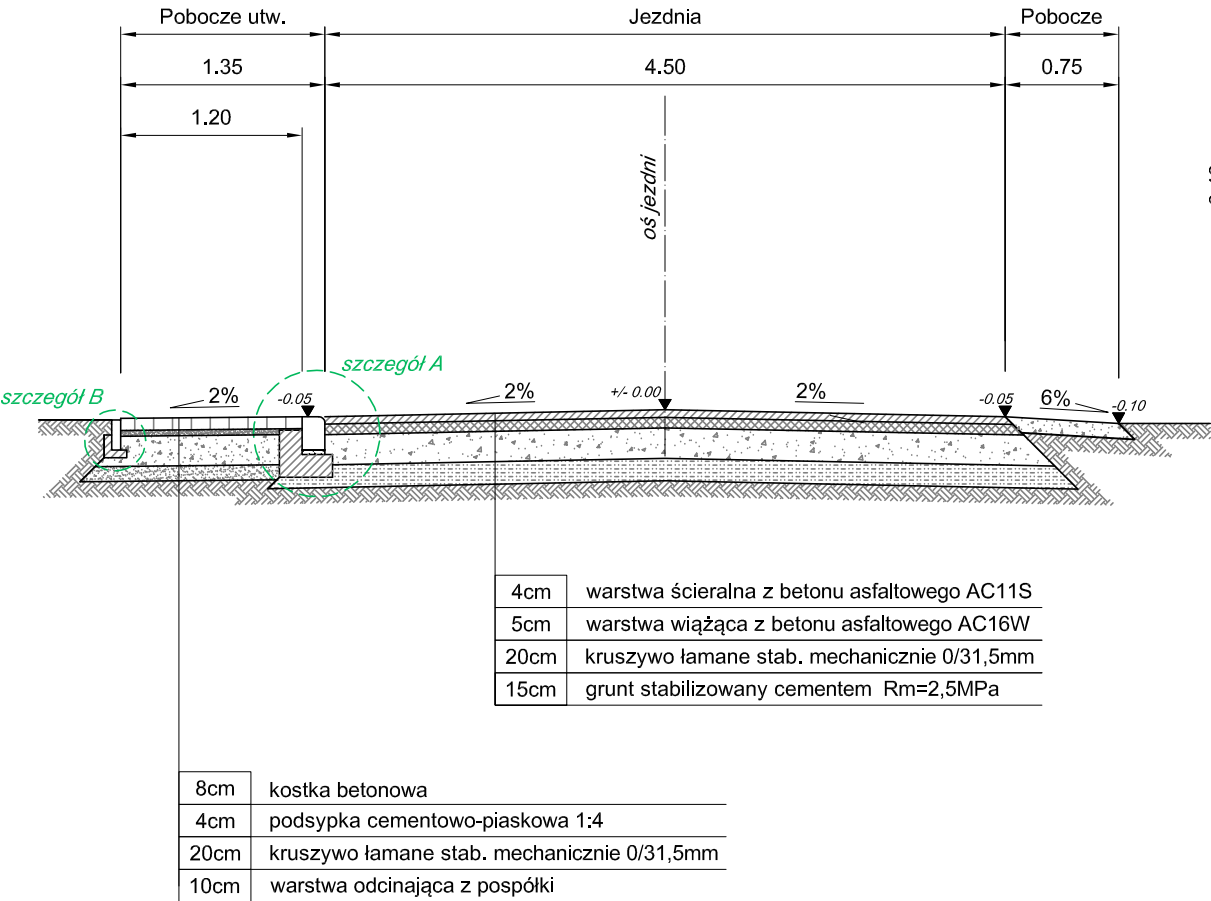 Pobocze utw. Jezdnia Pobocze
1.35 4.50 0.75
1.20
oś jezdni
szczegół A
szczegół B
2% -0.05 2% +/- 0.00 2% -0.05 6% -0.10
4cm warstwa ścieralna z betonu asfaltowego AC11S
5cm warstwa wiążąca z betonu asfaltowego AC16W
20cm kruszywo łamane stab. mechanicznie 0/31,5mm
15cm grunt stabilizowany cementem Rm=2,5MPa
8cm kostka betonowa
4cm podsypka cementowo-piaskowa 1:4
20cm kruszywo łamane stab. mechanicznie 0/31,5mm
10cm warstwa odcinająca z pospółki